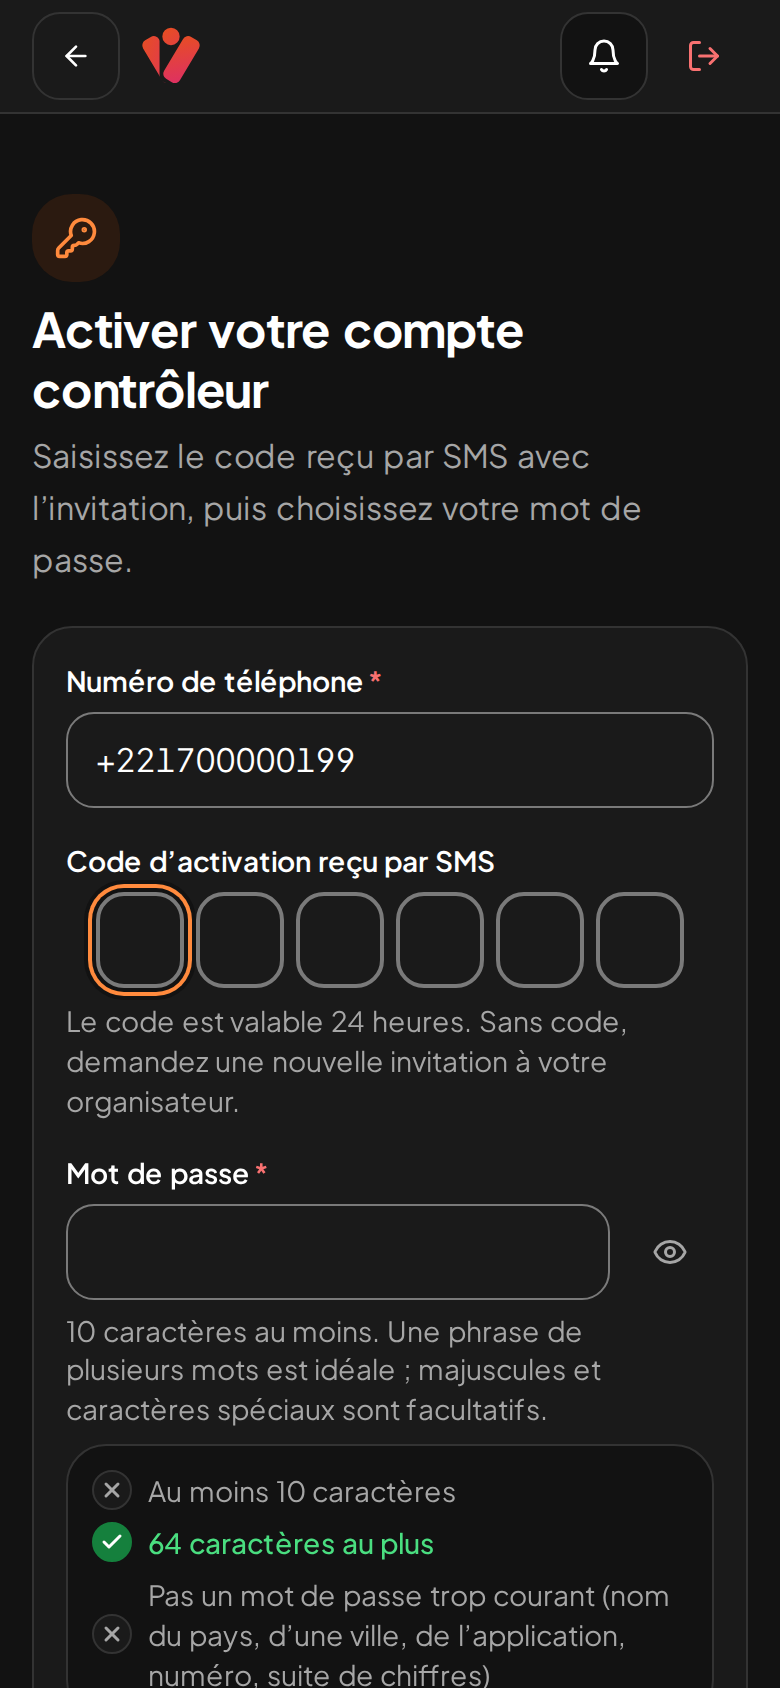 Activer votre compte
contrôleur
Saisissez le code reçu par SMS avec
l’invitation, puis choisissez votre mot de
passe.
Numéro de téléphone *
+221700000199
Code d’activation reçu par SMS
Le code est valable 24 heures. Sans code,
demandez une nouvelle invitation à votre
organisateur.
Mot de passe *
10 caractères au moins. Une phrase de
plusieurs mots est idéale ; majuscules et
caractères spéciaux sont facultatifs.
Au moins 10 caractères
64 caractères au plus
Pas un mot de passe trop courant (nom
du pays, d’une ville, de l’application,
numéro, suite de chiffres)